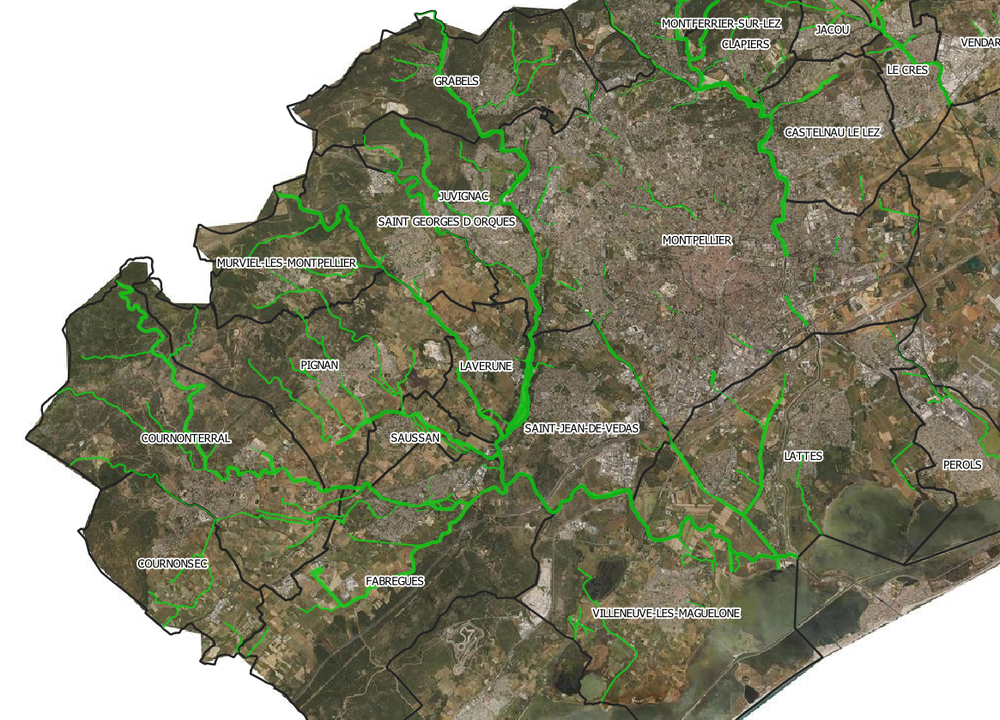 MONTFERRIER-SUR-LEZ
JACOU
CLAPIERS
VENDAR
LE CRES
GRABELS
CASTELNAU LE LEZ
JUVIGNAC
SAINT GEORGES D ORQUES
MONTPELLIER
MURVIEL-LES-MONTPELLIER
PIGNAN
LAVERUNE
SAINT-JEAN-DE-VEDAS
COURNONTERRAL
SAUSSAN
LATTES
PEROLS
COURNONSEC
FABREGUES
VILLENEUVE-LES-MAGUELONE